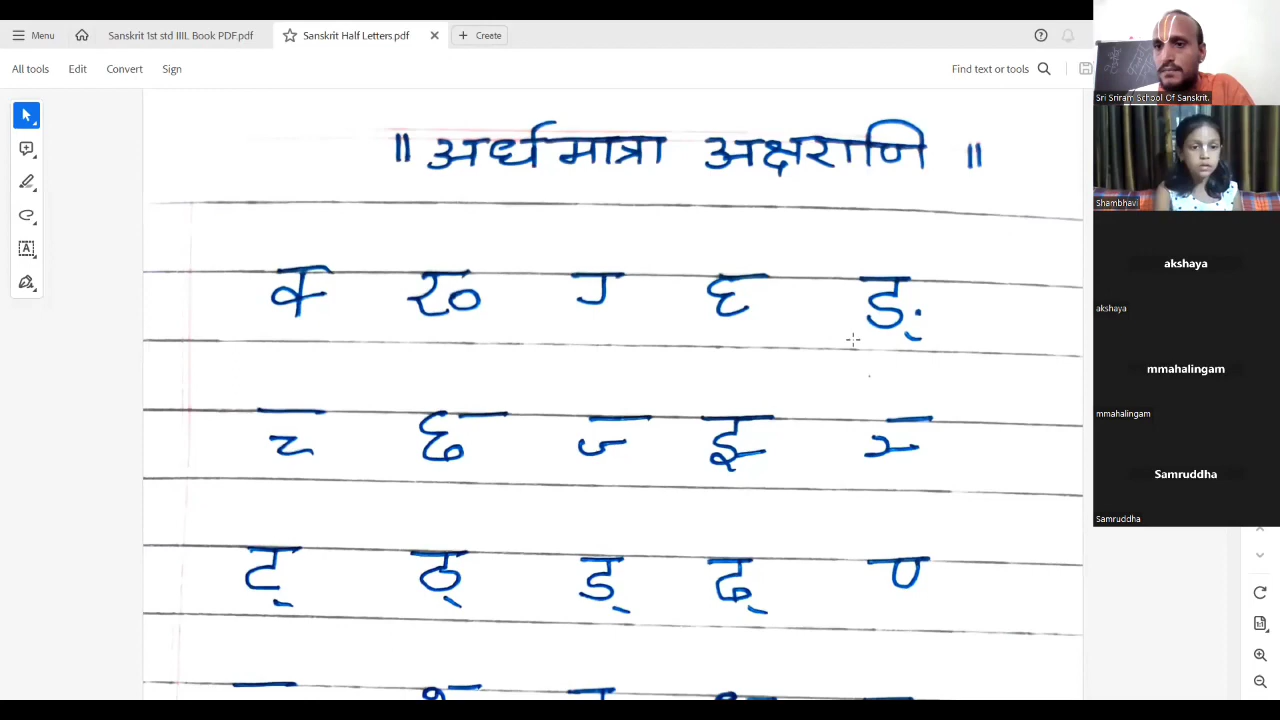 Menu
Sanskrit 1st std IIIL Book PDF.pdf
Sanskrit Half Letters.pdf
Create
All tools
Edit
Convert
Sign
Find text or tools
॥ अर्धमात्रा अक्षराणि ॥
क्‍ ख्‍ ग्‍ घ्‍ ङ्
च्‍ छ्‍ ज्‍ झ्‍ ञ्‍
ट् ठ् ड् ढ् ण्‍
Sri Sriram School Of Sanskrit.
Shambhavi
akshaya
akshaya
mmahalingam
mmahalingam
Samruddha
Samruddha